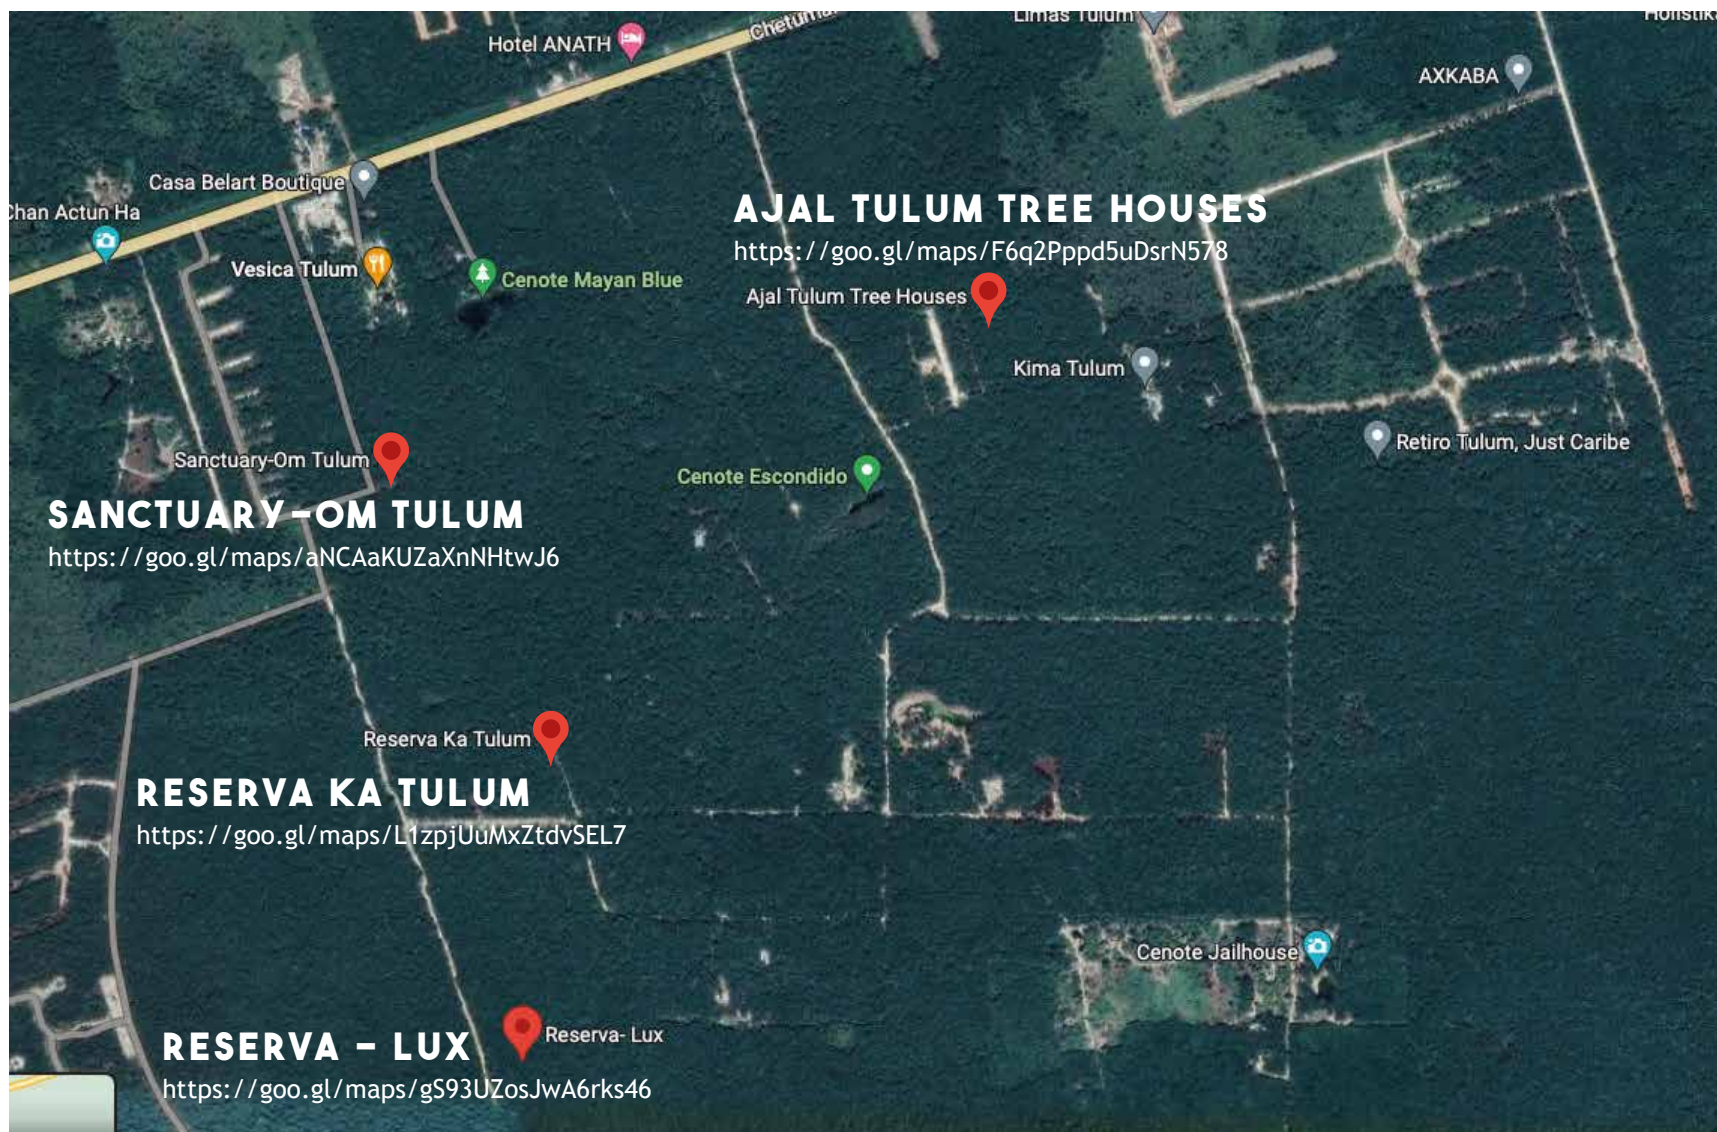 Chetumal
Limas Tulum
Hotel ANATH
AXKABA
Casa Belart Boutique
Chan Actun Ha
AJAL TULUM TREE HOUSES
https://goo.gl/maps/F6q2Pppd5uDsrN578
Vesica Tulum
Cenote Mayan Blue
Ajal Tulum Tree Houses
Kima Tulum
Retiro Tulum, Just Caribe
Sanctuary-Om Tulum
Cenote Escondido
SANCTUARY-OM TULUM
https://goo.gl/maps/aNCAaKUZaXnNHtwJ6
Reserva Ka Tulum
RESERVA KA TULUM
https://goo.gl/maps/L1zpjUuMxZtdvSEL7
Cenote Jailhouse
Reserva- Lux
RESERVA - LUX
https://goo.gl/maps/gS93UZosJwA6rks46